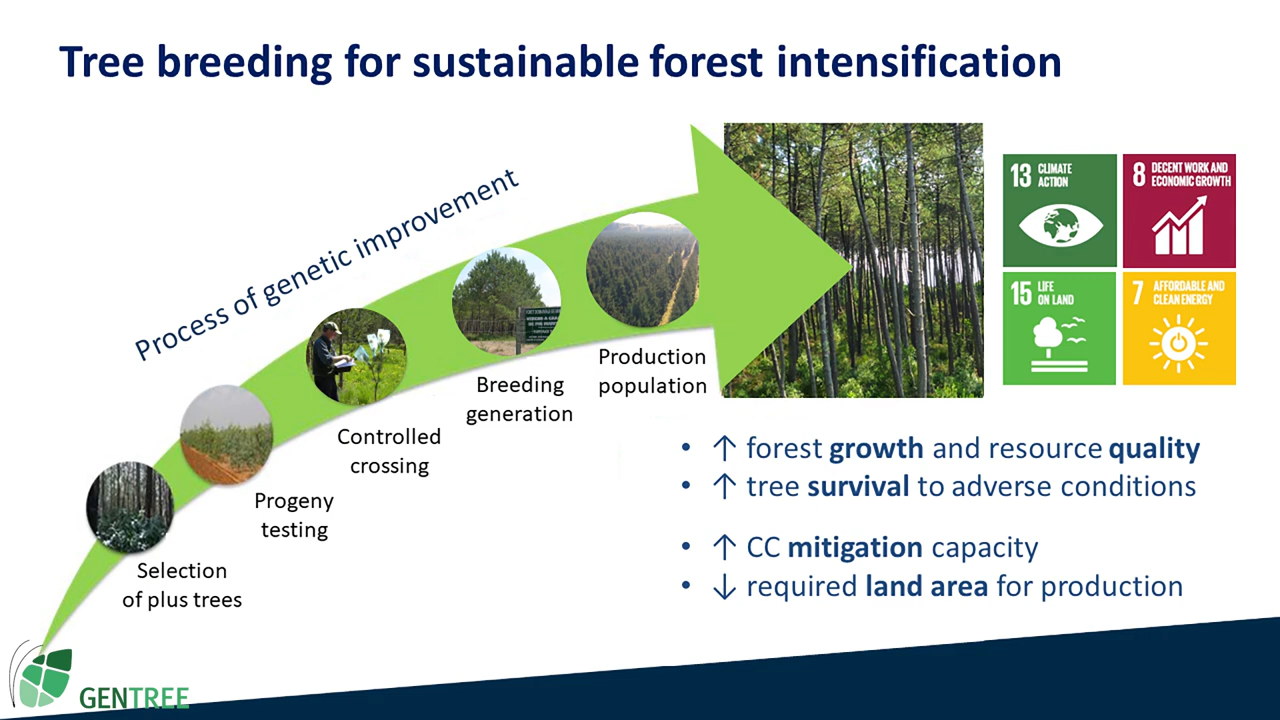 Tree breeding for sustainable forest intensification
Process of genetic improvement
Selection
of plus trees
Progeny
testing
Controlled
crossing
Breeding
generation
Production
population
13 CLIMATE
ACTION
8 DECENT WORK AND
ECONOMIC GROWTH
15 LIFE
ON LAND
7 AFFORDABLE AND
CLEAN ENERGY
• ↑ forest growth and resource quality
• ↑ tree survival to adverse conditions
• ↑ CC mitigation capacity
• ↓ required land area for production
GENTREE